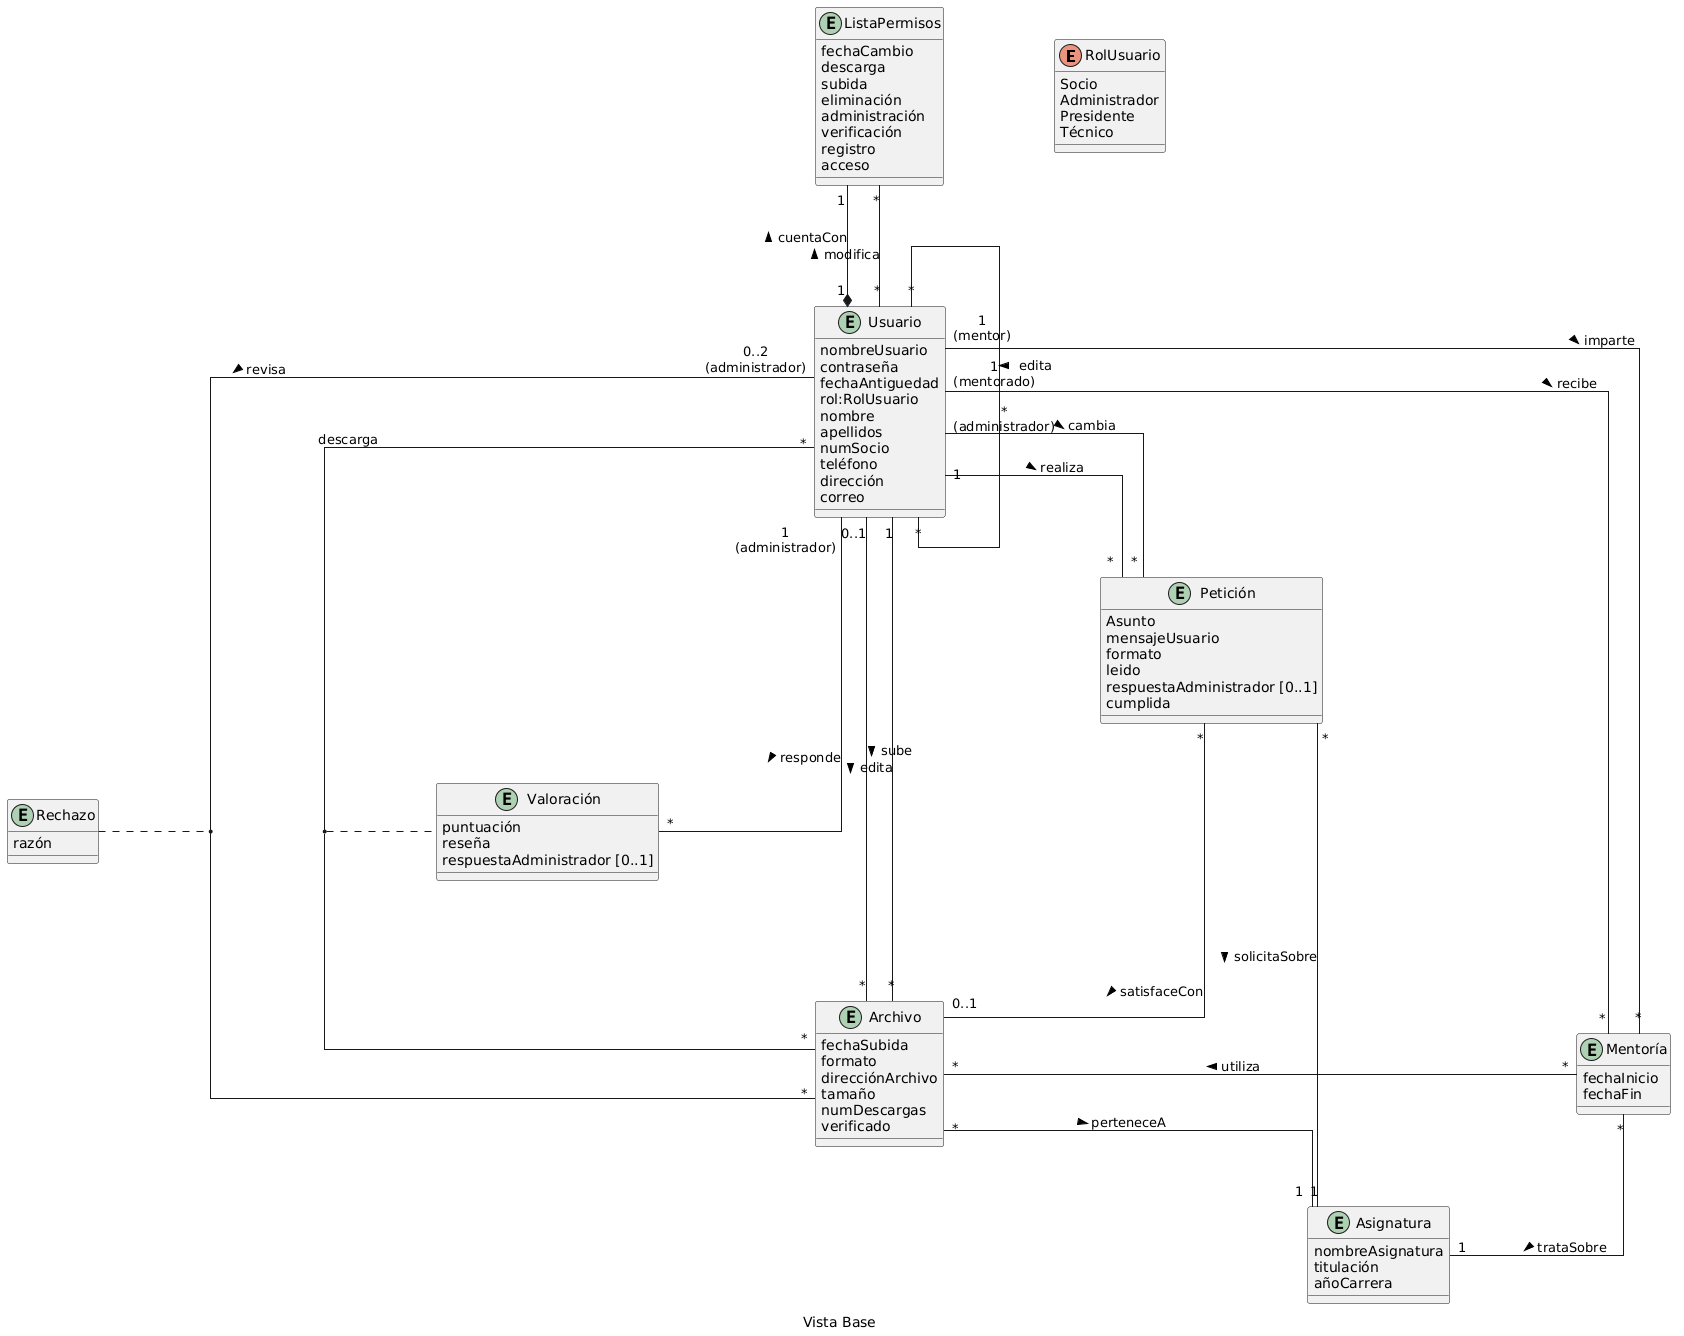 E ListaPermisos
fechaCambio
descarga
subida
eliminación
administración
verificación
registro
acceso
E RolUsuario
Socio
Administrador
Presidente
Técnico
1
*
cuentaCon
modifica
1
*
*
E Usuario
nombreUsuario
contraseña
fechaAntiguedad
rol:RolUsuario
nombre
apellidos
numSocio
teléfono
dirección
correo
1
(mentor)
imparte
0..2
(administrador)
revisa
1
(mentorado)
edita
recibe
*
(administrador)
cambia
descarga
*
1
realiza
1
(administrador)
0..1
1
*
*
*
E Petición
Asunto
mensajeUsuario
formato
leido
respuestaAdministrador [0..1]
cumplida
*
*
responde
sube
edita
E Rechazo
razón
E Valoración
puntuación
reseña
respuestaAdministrador [0..1]
*
solicitaSobre
satisfaceCon
*
*
0..1
*
*
E Archivo
fechaSubida
formato
direcciónArchivo
tamaño
numDescargas
verificado
*
*
*
utiliza
*
E Mentoría
fechaInicio
fechaFin
*
perteneceA
*
1
1
E Asignatura
nombreAsignatura
titulación
añoCarrera
1
trataSobre
Vista Base